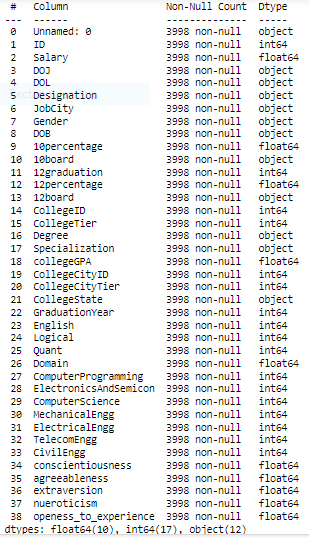 #   Column                 Non-Null Count  Dtype
---  ------                 --------------  -----
 0   Unnamed: 0             3998 non-null   object
 1   ID                     3998 non-null   int64
 2   Salary                 3998 non-null   float64
 3   DOJ                    3998 non-null   object
 4   DOL                    3998 non-null   object
 5   Designation            3998 non-null   object
 6   JobCity                3998 non-null   object
 7   Gender                 3998 non-null   object
 8   DOB                    3998 non-null   object
 9   10percentage           3998 non-null   float64
 10  10board                3998 non-null   object
 11  12graduation           3998 non-null   int64
 12  12percentage           3998 non-null   float64
 13  12board                3998 non-null   object
 14  CollegeID              3998 non-null   int64
 15  CollegeTier            3998 non-null   int64
 16  Degree                 3998 non-null   object
 17  Specialization         3998 non-null   object
 18  collegeGPA             3998 non-null   float64
 19  CollegeCityID          3998 non-null   int64
 20  CollegeCityTier        3998 non-null   int64
 21  CollegeState           3998 non-null   object
 22  GraduationYear         3998 non-null   int64
 23  English                3998 non-null   int64
 24  Logical                3998 non-null   int64
 25  Quant                  3998 non-null   int64
 26  Domain                 3998 non-null   float64
 27  ComputerProgramming    3998 non-null   int64
 28  ElectronicsAndSemicon  3998 non-null   int64
 29  ComputerScience        3998 non-null   int64
 30  MechanicalEngg         3998 non-null   int64
 31  ElectricalEngg         3998 non-null   int64
 32  TelecomEngg            3998 non-null   int64
 33  CivilEngg              3998 non-null   int64
 34  conscientiousness      3998 non-null   float64
 35  agreeableness          3998 non-null   float64
 36  extraversion           3998 non-null   float64
 37  nueroticism            3998 non-null   float64
 38  openess_to_experience  3998 non-null   float64
dtypes: float64(10), int64(17), object(12)